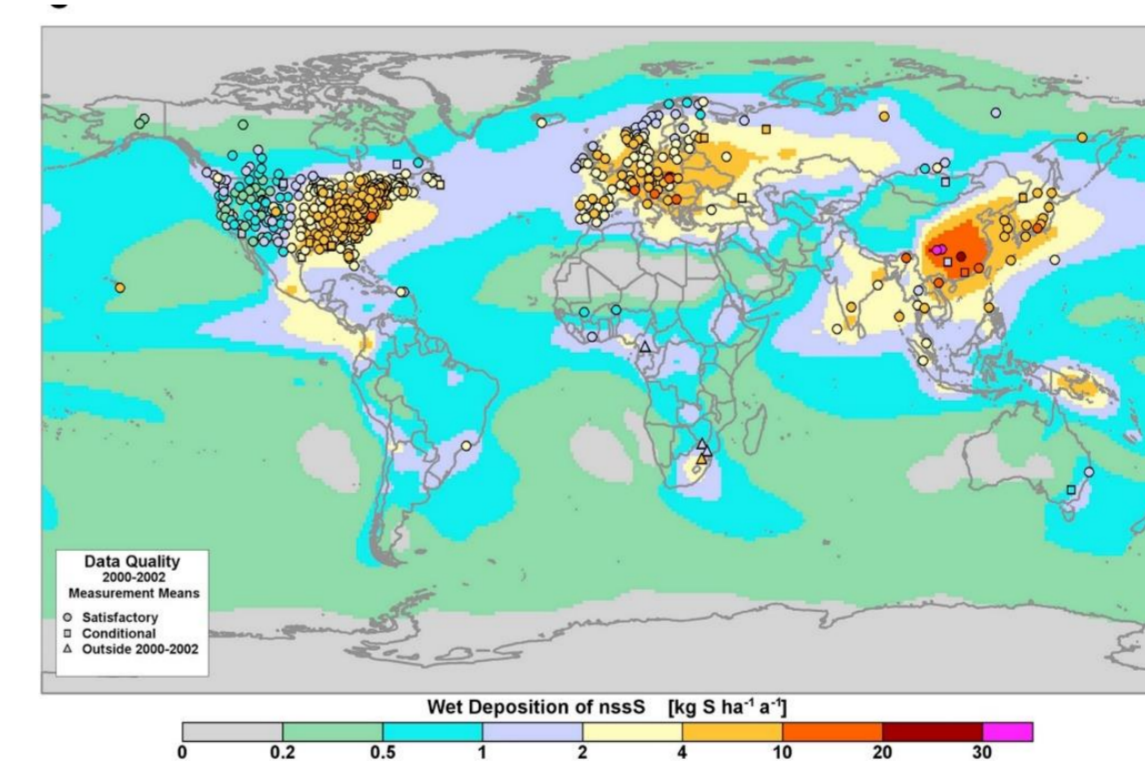 Data Quality
2000-2002
Measurement Means
Satisfactory
Conditional
Outside 2000-2002
Wet Deposition of nssS [kg S ha⁻¹ a⁻¹]
0 0.2 0.5 1 2 4 10 20 30